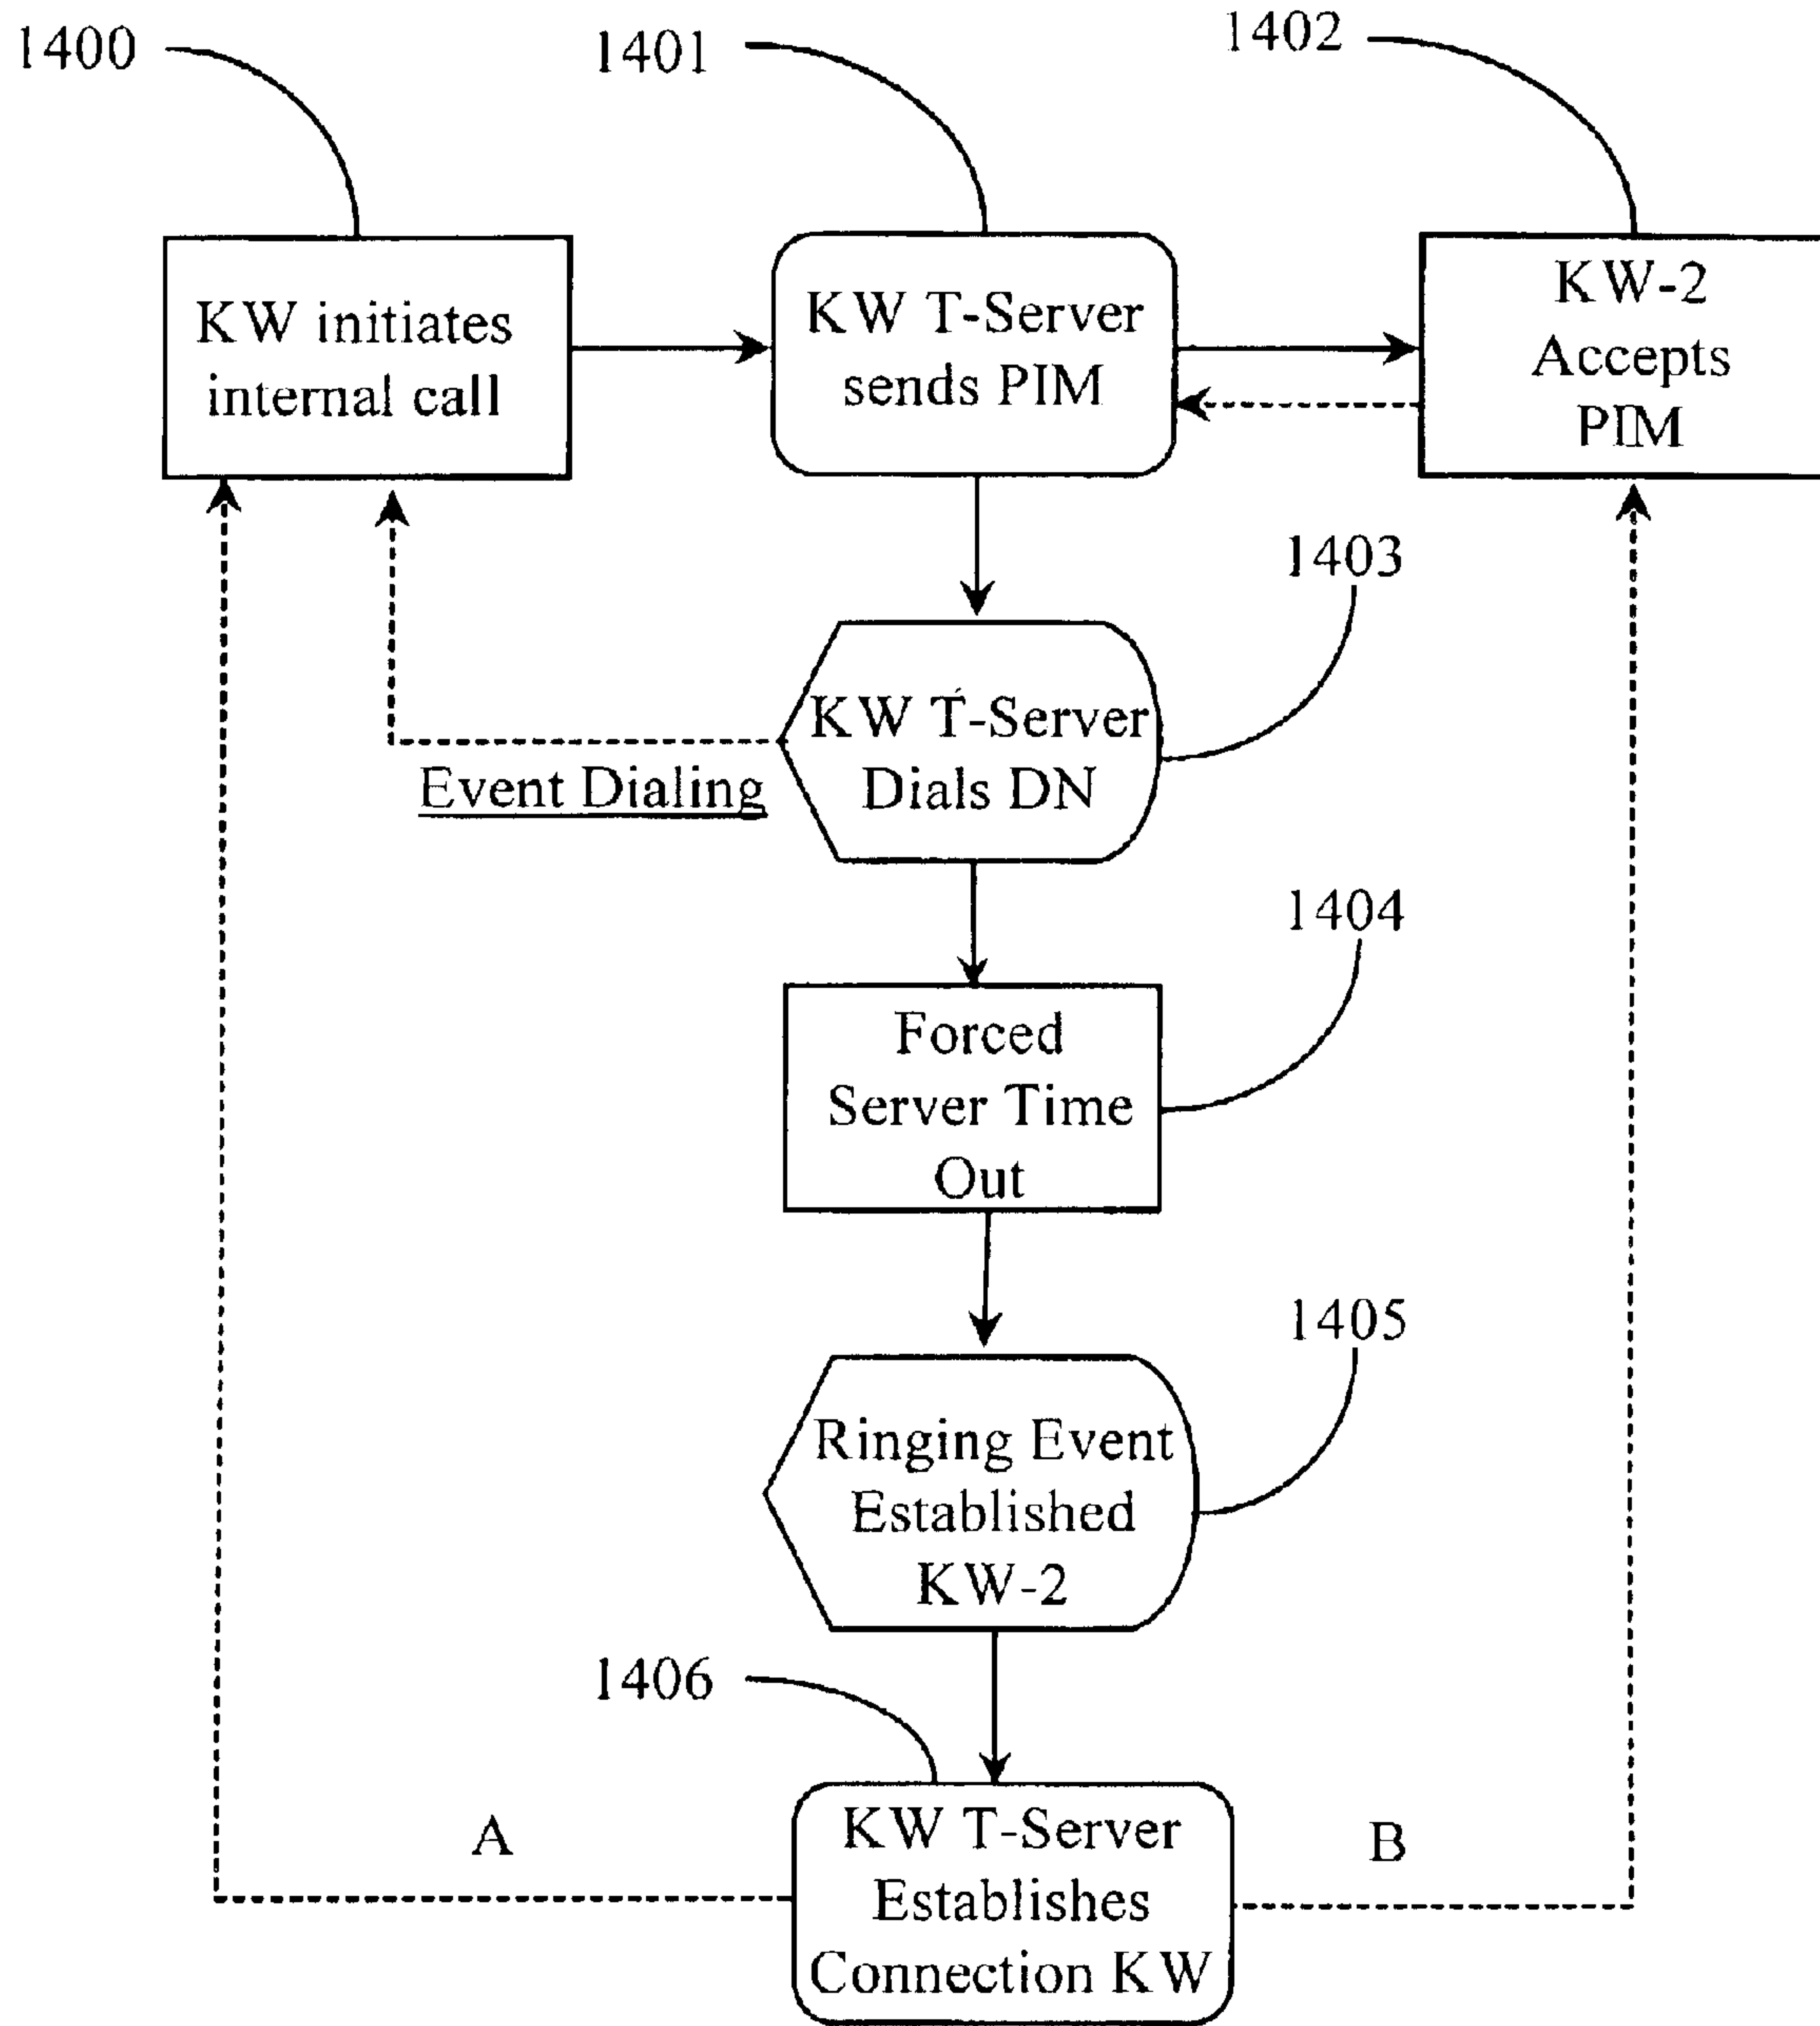 1400
1401
1402
KW initiates
internal call
KW T-Server
sends PIM
KW-2
Accepts
PIM
1403
KW T-Server
Dials DN
Event Dialing
1404
Forced
Server Time
Out
1405
Ringing Event
Established
KW-2
1406
KW T-Server
Establishes
Connection KW
A
B